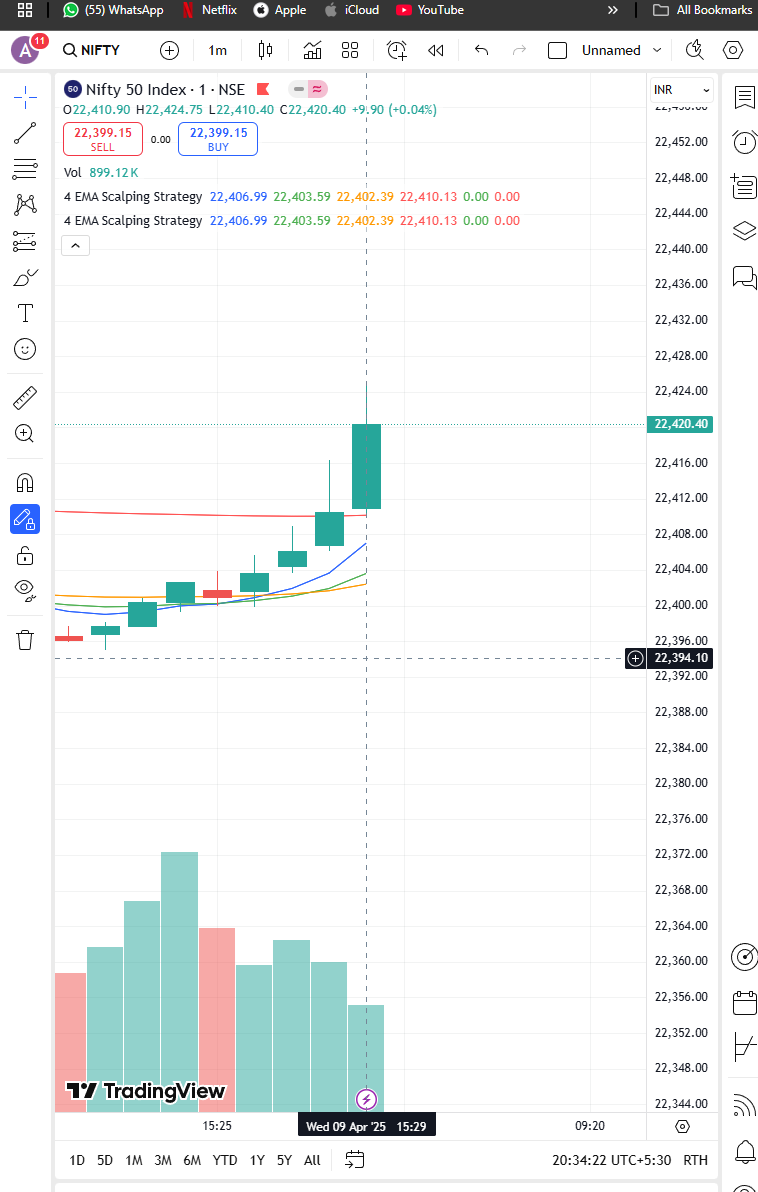 (55) WhatsApp Netflix Apple iCloud YouTube » All Bookmarks
A 11 NIFTY 1m Unnamed
50 Nifty 50 Index · 1 · NSE INR
O22,410.90 H22,424.75 L22,410.40 C22,420.40 +9.90 (+0.04%)
22,399.15 SELL 0.00 22,399.15 BUY
Vol 899.12 K
4 EMA Scalping Strategy 22,406.99 22,403.59 22,402.39 22,410.13 0.00 0.00
4 EMA Scalping Strategy 22,406.99 22,403.59 22,402.39 22,410.13 0.00 0.00
22,452.00
22,448.00
22,444.00
22,440.00
22,436.00
22,432.00
22,428.00
22,424.00
22,420.40
22,416.00
22,412.00
22,408.00
22,404.00
22,400.00
22,396.00
22,394.10
22,392.00
22,388.00
22,384.00
22,380.00
22,376.00
22,372.00
22,368.00
22,364.00
22,360.00
22,356.00
22,352.00
22,348.00
22,344.00
TradingView
15:25 Wed 09 Apr '25 15:29 09:20
1D 5D 1M 3M 6M YTD 1Y 5Y All 20:34:22 UTC+5:30 RTH